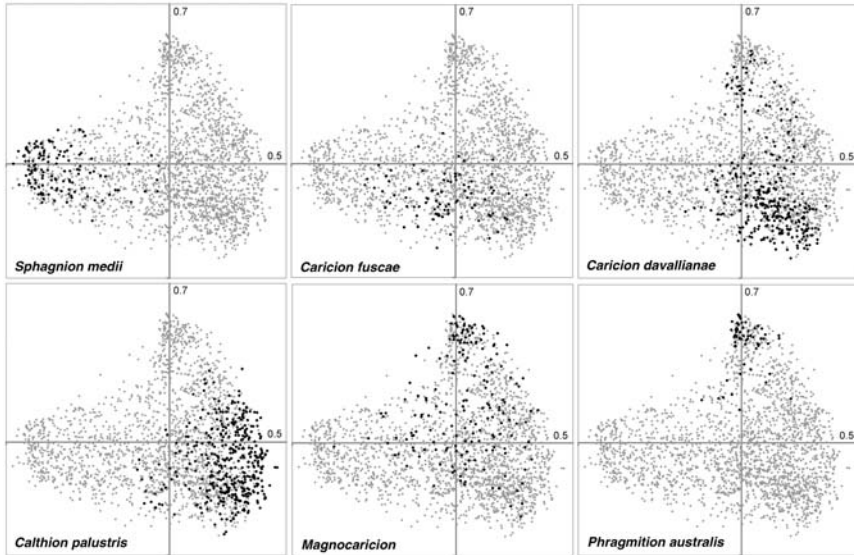 0.7
0.5
Sphagnion medii
0.7
0.5
Caricion fuscae
0.7
0.5
Caricion davallianae
0.7
0.5
Calthion palustris
0.7
0.5
Magnocaricion
0.7
0.5
Phragmition australis